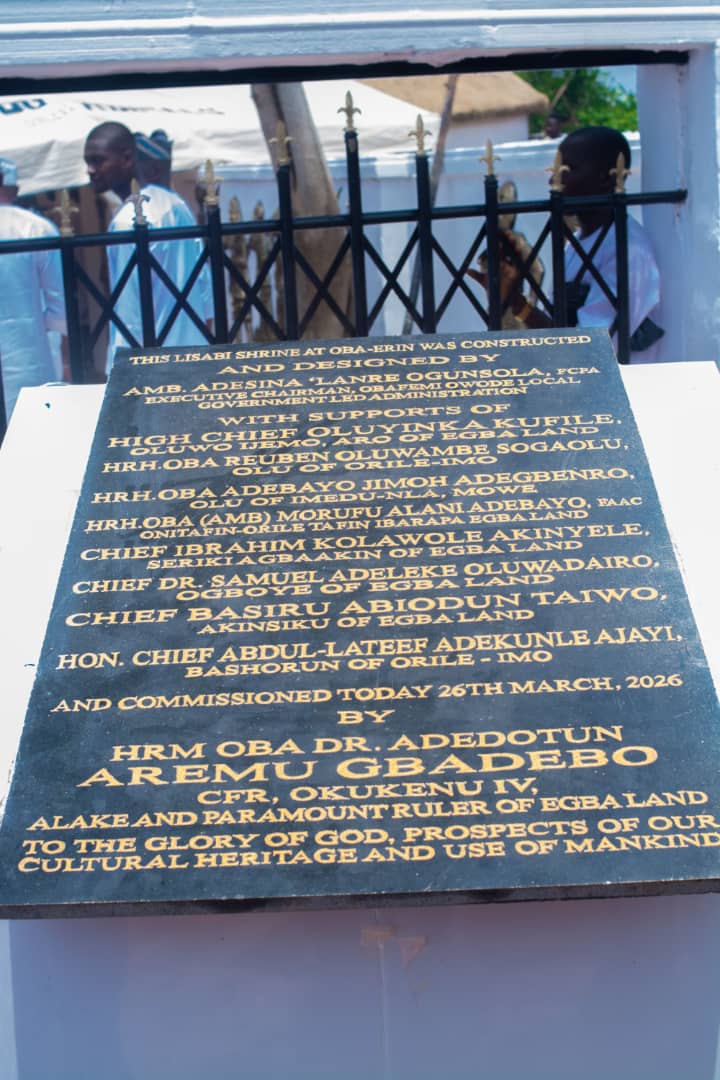 THIS LISABI SHRINE AT OBA-ERIN WAS CONSTRUCTED
AND DESIGNED BY
AMB. ADESINA 'LANRE OGUNSOLA, FCPA
EXECUTIVE CHAIRMAN, OBAFEMI OWODE LOCAL
GOVERNMENT LED ADMINISTRATION
WITH SUPPORTS OF
HIGH CHIEF OLUYINKA KUFILE,
OLUWO IJEMO, ARO OF EGBA LAND
HRH.OBA REUBEN OLUWAMBE SOGAOLU,
OLU OF ORILE-IMO
HRH.OBA ADEBAYO JIMOH ADEGBENRO,
OLU OF IMEDU-NLA, MOWE
HRH.OBA (AMB) MORUFU ALANI ADEBAYO, FAAC
ONITAFIN-ORILE TAFIN IBARAPA EGBA LAND
CHIEF IBRAHIM KOLAWOLE AKINYELE,
SERIKI AGBAAKIN OF EGBA LAND
CHIEF DR. SAMUEL ADELEKE OLUWADAIRO,
OGBOYE OF EGBA LAND
CHIEF BASIRU ABIODUN TAIWO,
AKINSIKU OF EGBA LAND
HON. CHIEF ABDUL-LATEEF ADEKUNLE AJAYI,
BASHORUN OF ORILE - IMO
AND COMMISSIONED TODAY 26TH MARCH, 2026
BY
HRM OBA DR. ADEDOTUN
AREMU GBADEBO
CFR, OKUKENU IV,
ALAKE AND PARAMOUNT RULER OF EGBA LAND
TO THE GLORY OF GOD, PROSPECTS OF OUR
CULTURAL HERITAGE AND USE OF MANKIND